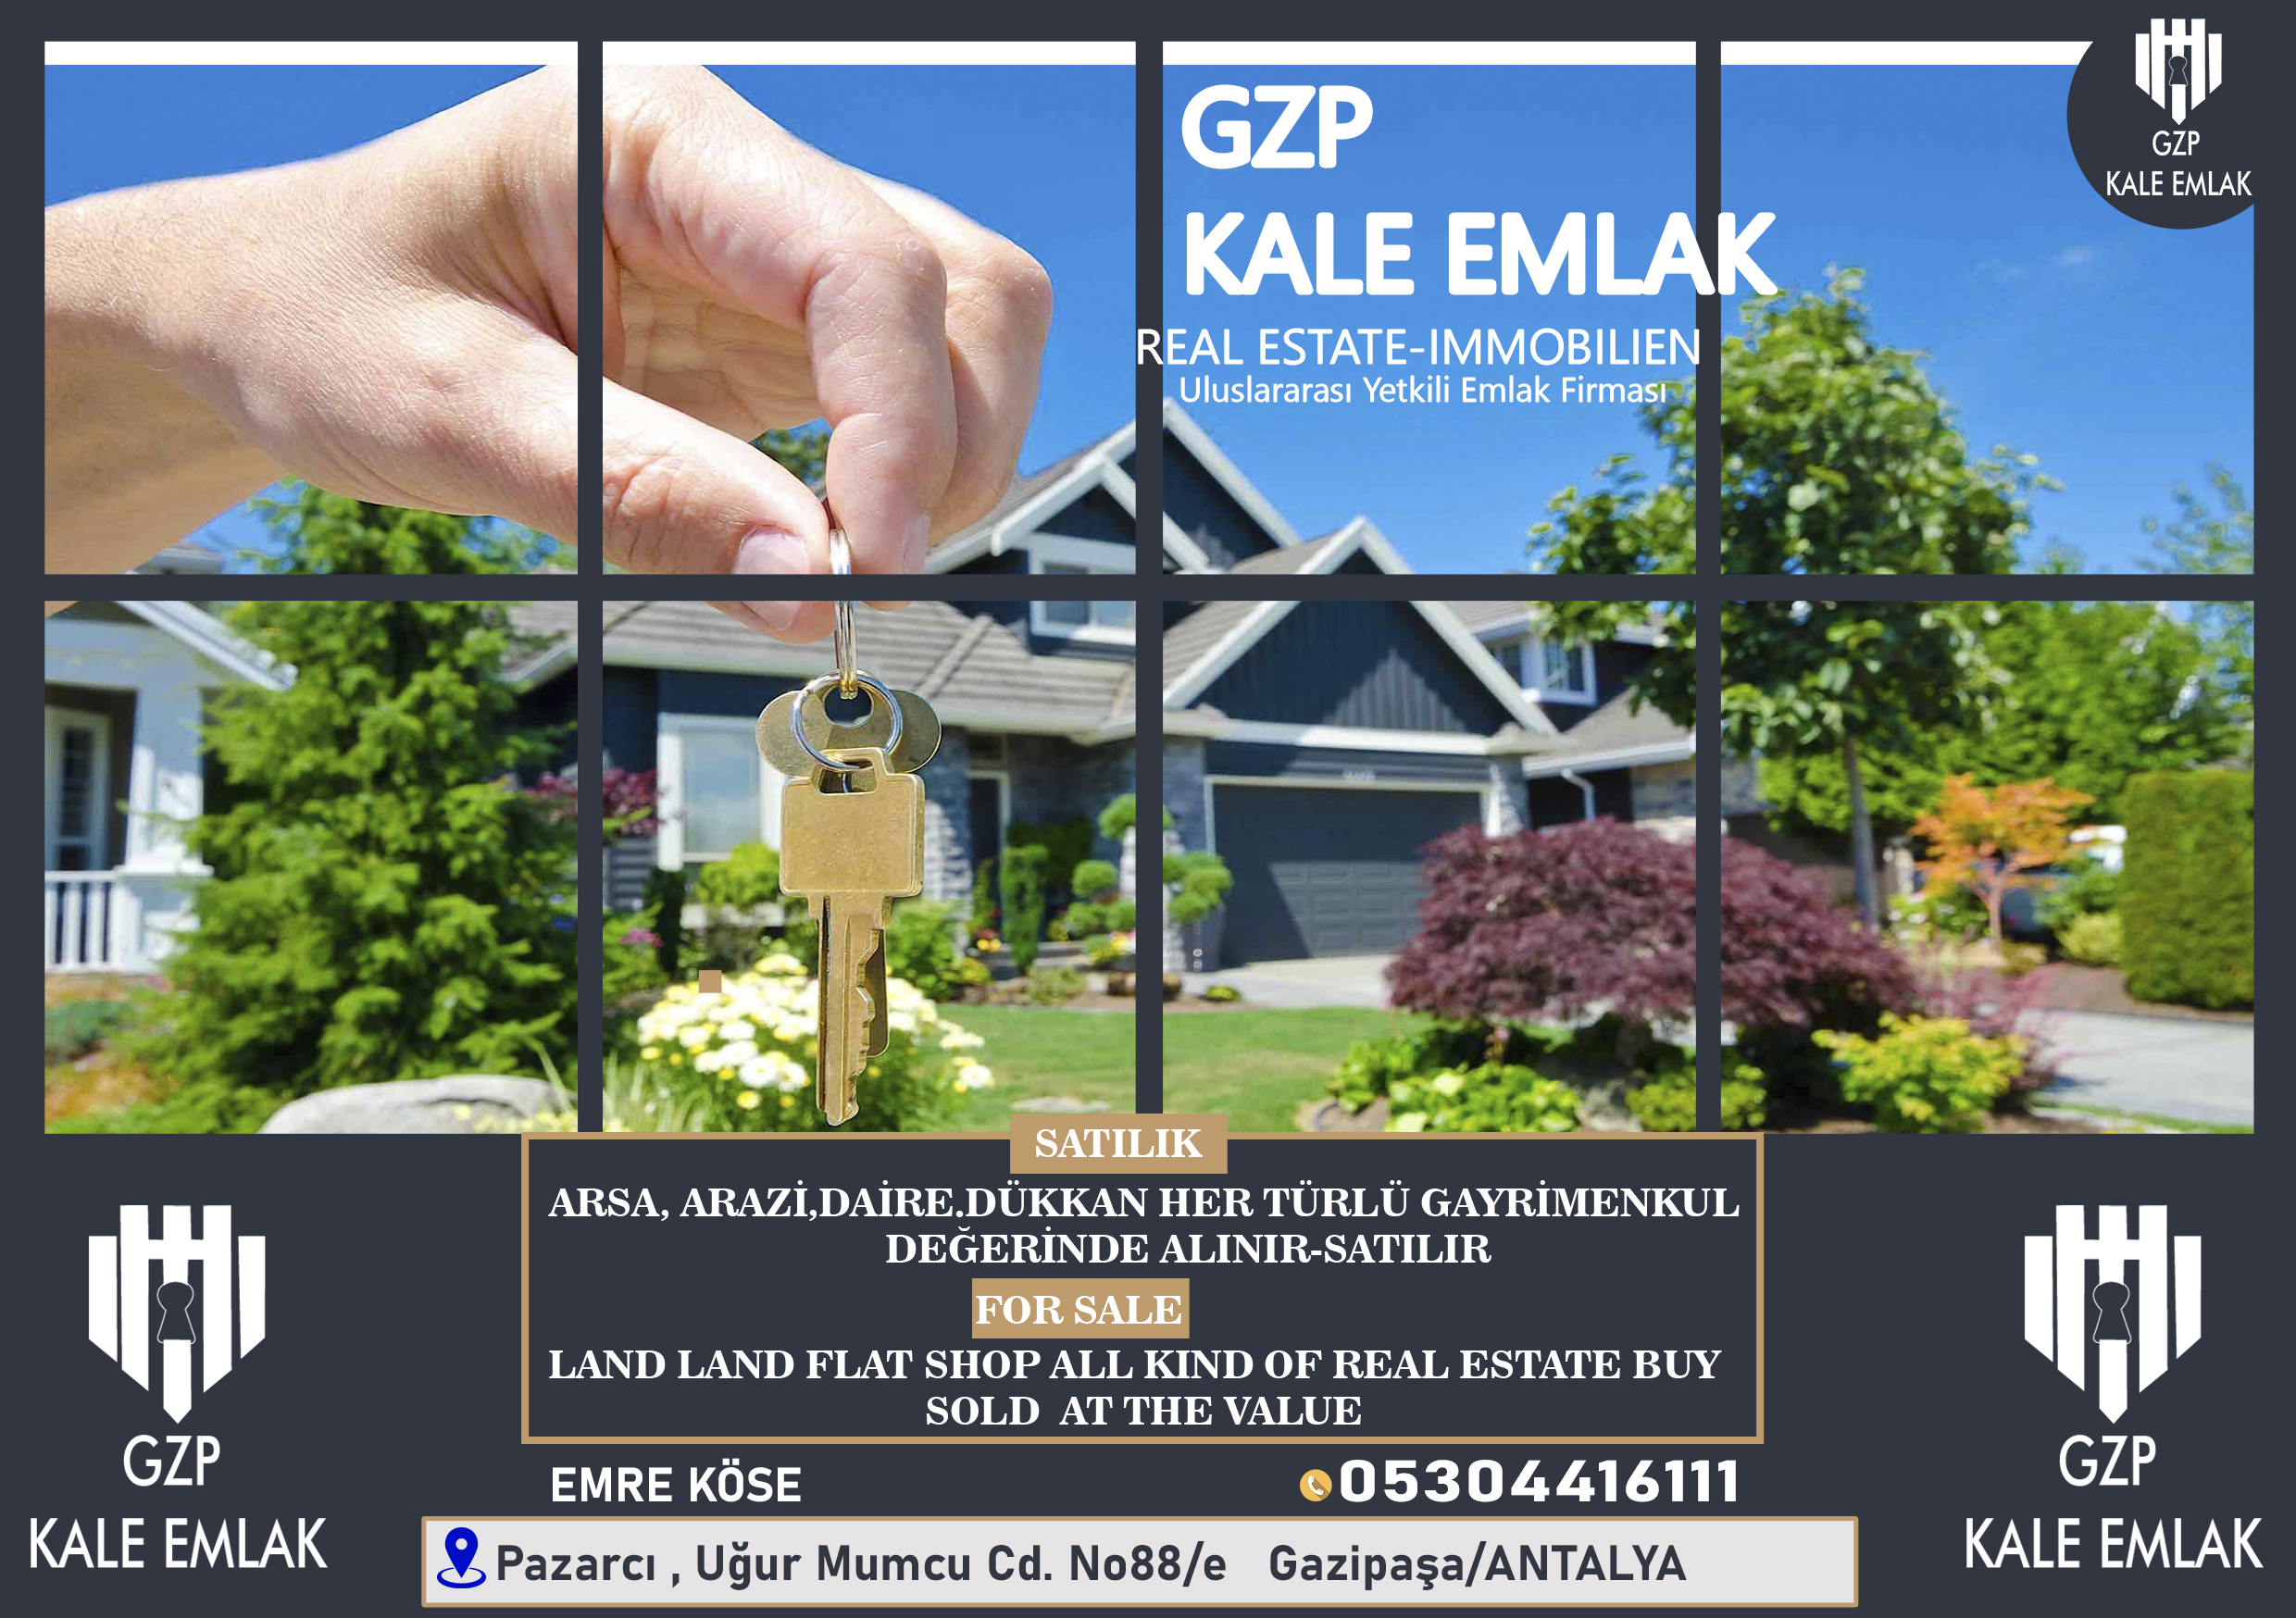 GZP
KALE EMLAK
GZP
KALE EMLAK
REAL ESTATE-IMMOBILIEN
Uluslararası Yetkili Emlak Firması
SATILIK
ARSA, ARAZİ,DAİRE.DÜKKAN HER TÜRLÜ GAYRİMENKUL
DEĞERİNDE ALINIR-SATILIR
FOR SALE
LAND LAND FLAT SHOP ALL KIND OF REAL ESTATE BUY
SOLD AT THE VALUE
GZP
KALE EMLAK
GZP
KALE EMLAK
EMRE KÖSE
05304416111
Pazarcı , Uğur Mumcu Cd. No88/e Gazipaşa/ANTALYA